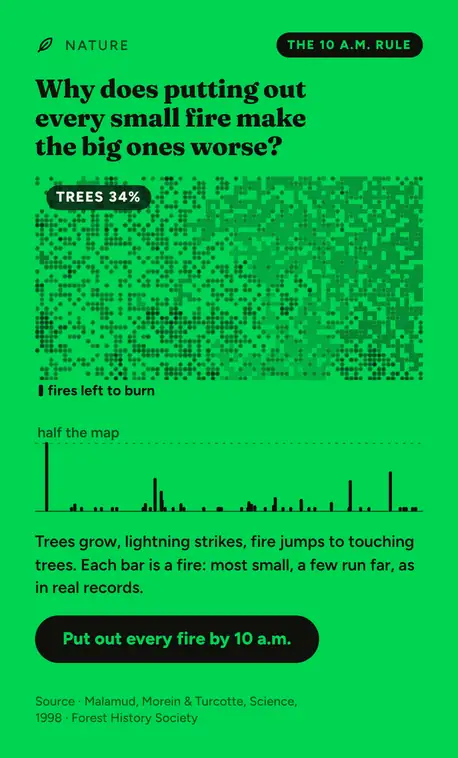 NATURE
THE 10 A.M. RULE
Why does putting out
every small fire make
the big ones worse?
TREES 34%
fires left to burn
half the map
Trees grow, lightning strikes, fire jumps to touching
trees. Each bar is a fire: most small, a few run far, as
in real records.
Put out every fire by 10 a.m.
Source · Malamud, Morein & Turcotte, Science,
1998 · Forest History Society